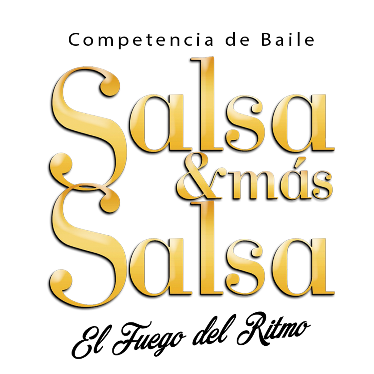 Competencia de Baile
Salsa
&más
Salsa
El Fuego del Ritmo